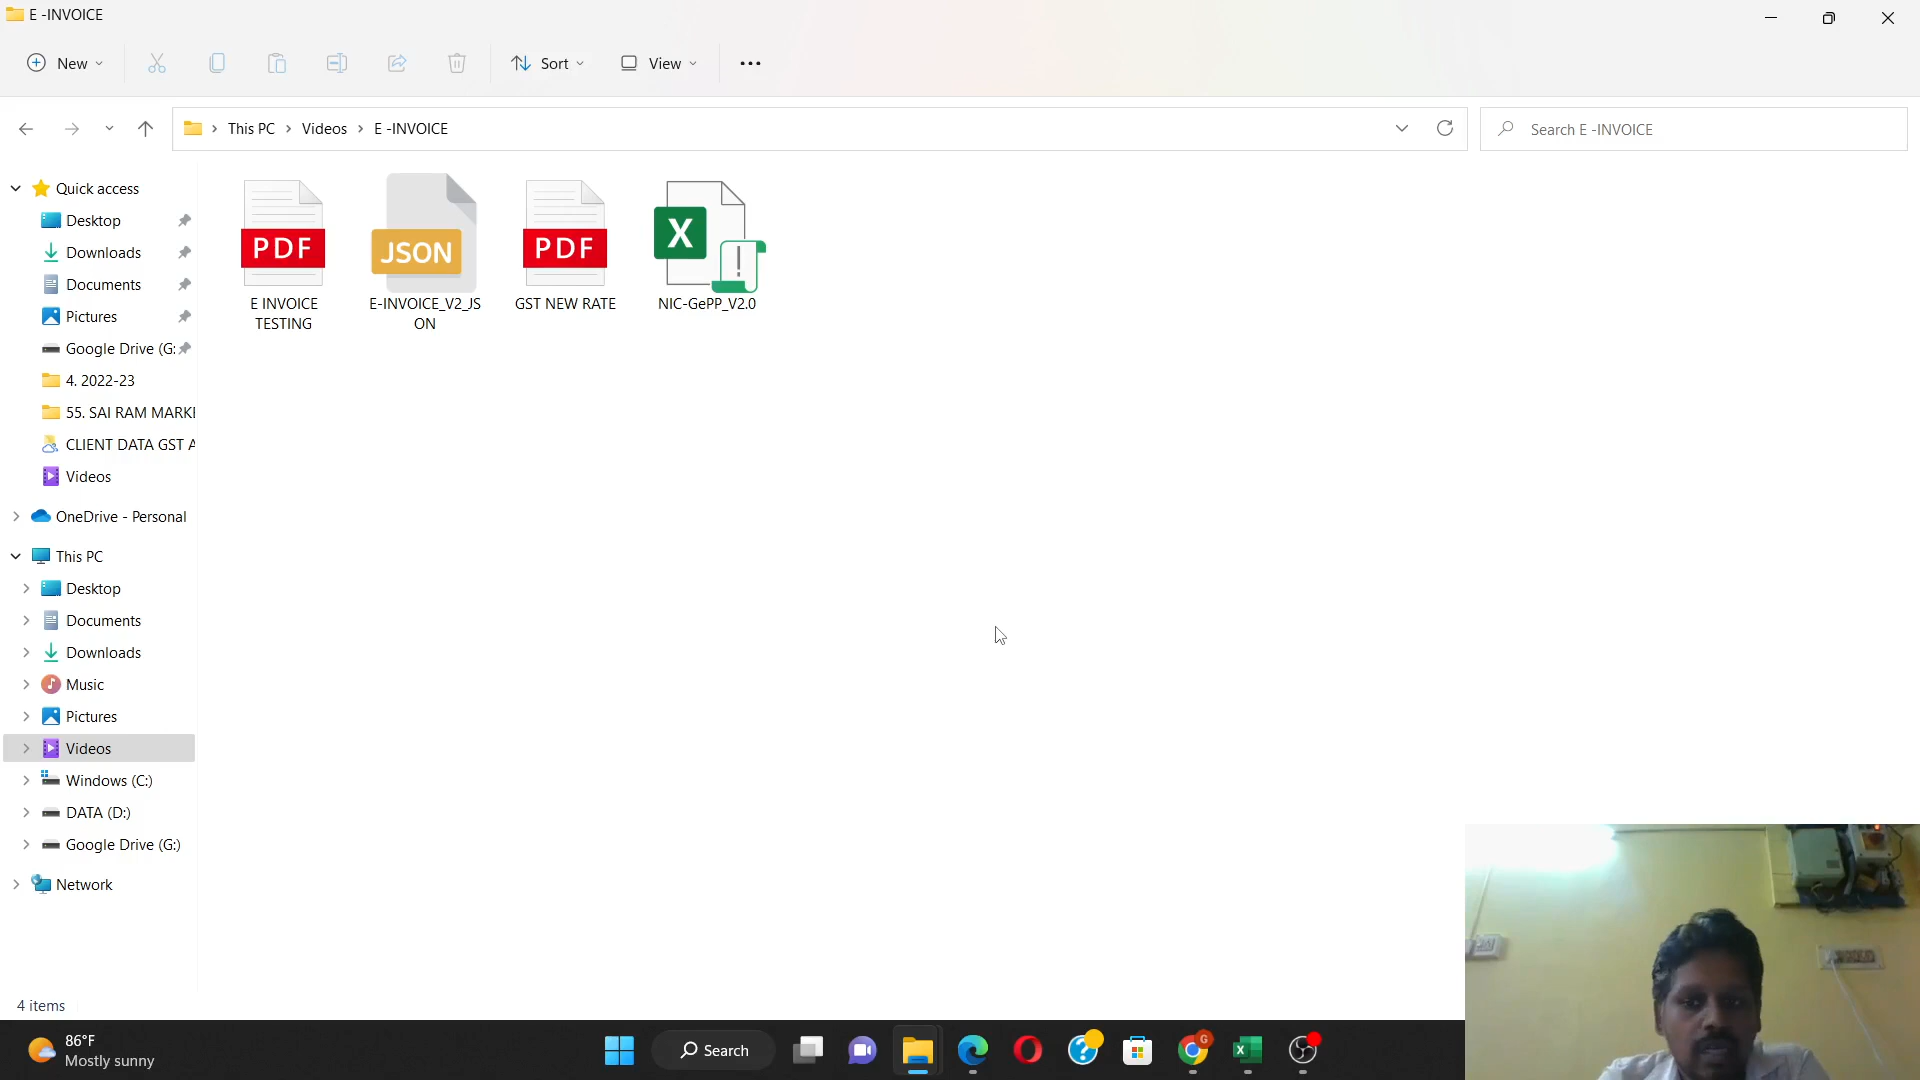 E -INVOICE
New
Sort
View
This PC
Videos
E -INVOICE
Search E -INVOICE
Quick access
Desktop
Downloads
Documents
Pictures
Google Drive (G:
4. 2022-23
55. SAI RAM MARKI
CLIENT DATA GST A
Videos
OneDrive - Personal
This PC
Desktop
Documents
Downloads
Music
Pictures
Videos
Windows (C:)
DATA (D:)
Google Drive (G:)
Network
PDF
E INVOICE
TESTING
JSON
E-INVOICE_V2_JS
ON
PDF
GST NEW RATE
X
NIC-GePP_V2.0
4 items
86°F
Mostly sunny
Search
G